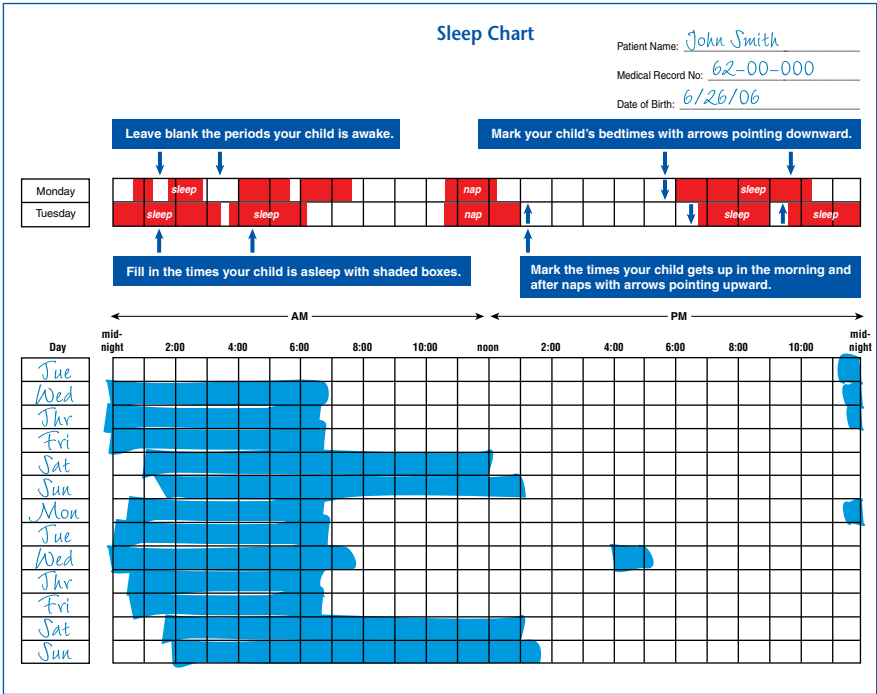 Sleep Chart
Patient Name: John Smith
Medical Record No: 62-00-000
Date of Birth: 6/26/06
Leave blank the periods your child is awake.
Mark your child's bedtimes with arrows pointing downward.
Monday sleep nap sleep
Tuesday sleep sleep nap sleep sleep
Fill in the times your child is asleep with shaded boxes.
Mark the times your child gets up in the morning and
after naps with arrows pointing upward.
AM PM
Day mid-night 2:00 4:00 6:00 8:00 10:00 noon 2:00 4:00 6:00 8:00 10:00 mid-night
Tue
Wed
Thr
Fri
Sat
Sun
Mon
Tue
Wed
Thr
Fri
Sat
Sun